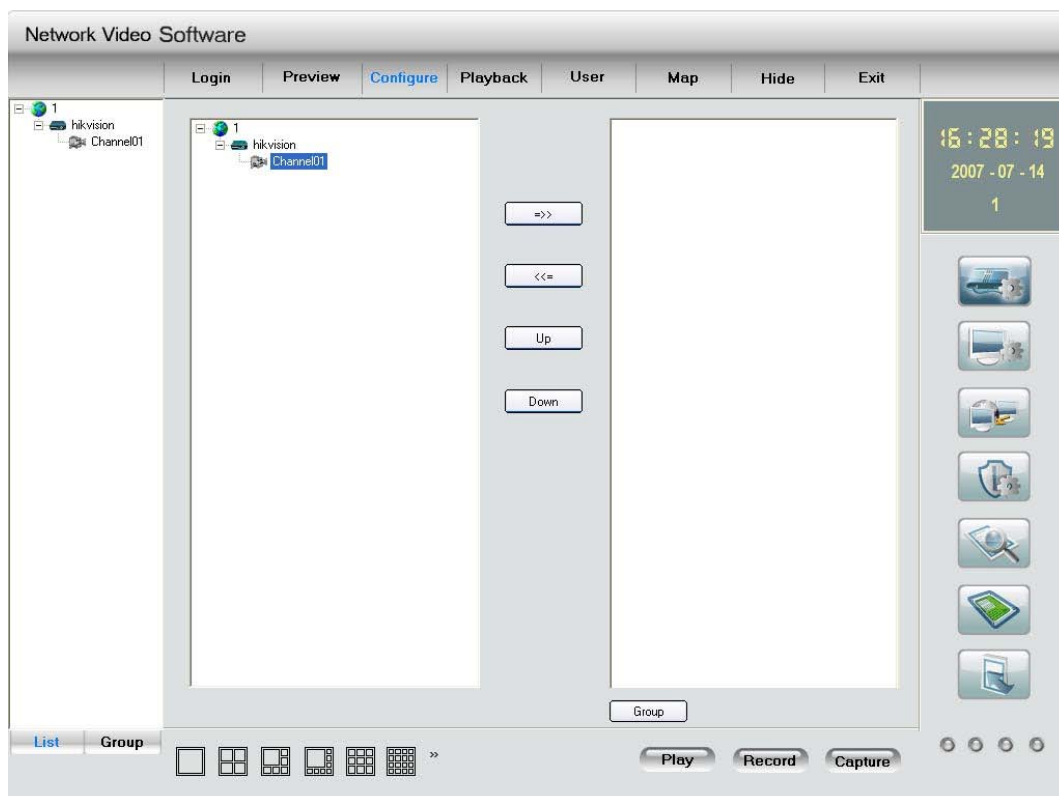 Network Video Software
Login Preview Configure Playback User Map Hide Exit
1
hikvision
Channel01
1
hikvision
Channel01
=>>
<<=
Up
Down
Group
16:28:19
2007 - 07 - 14
1
List Group
»
Play Record Capture